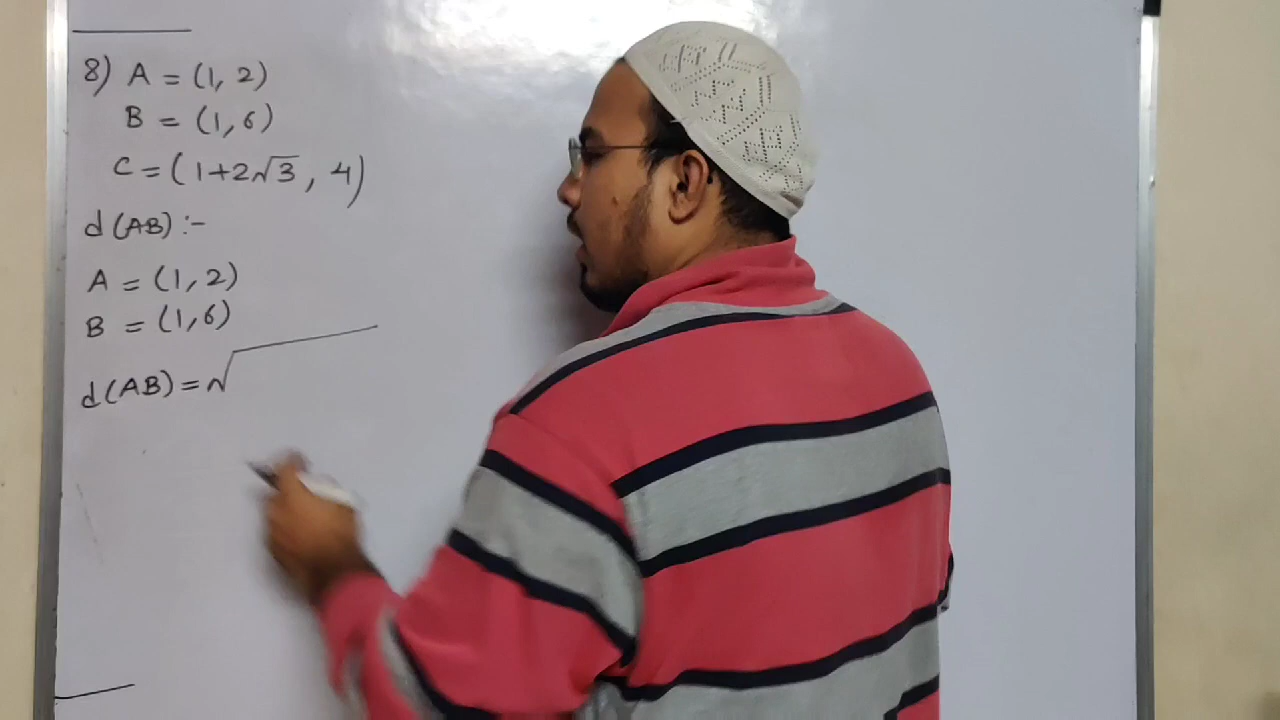 8) A = (1, 2)
B = (1, 6)
C = (1+2√3, 4)
d(AB) :-
A = (1, 2)
B = (1, 6)
d(AB) = √